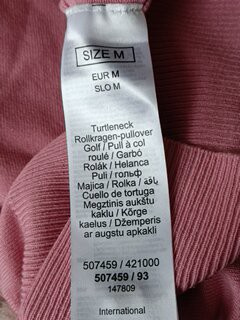 SIZE M
EUR M
SLO M
Turtleneck
Rollkragen-pullover
Golf / Pull à col
roulé / Garbó
Rolák / Helanca
Puli / гольф
Majica / Rolka / ياقة
Cuello de tortuga
Megztinis aukštu
kaklu / Kõrge
kaelus / Džemperis
ar augstu apkakli
507459 / 421000
507459 / 93
147809
International